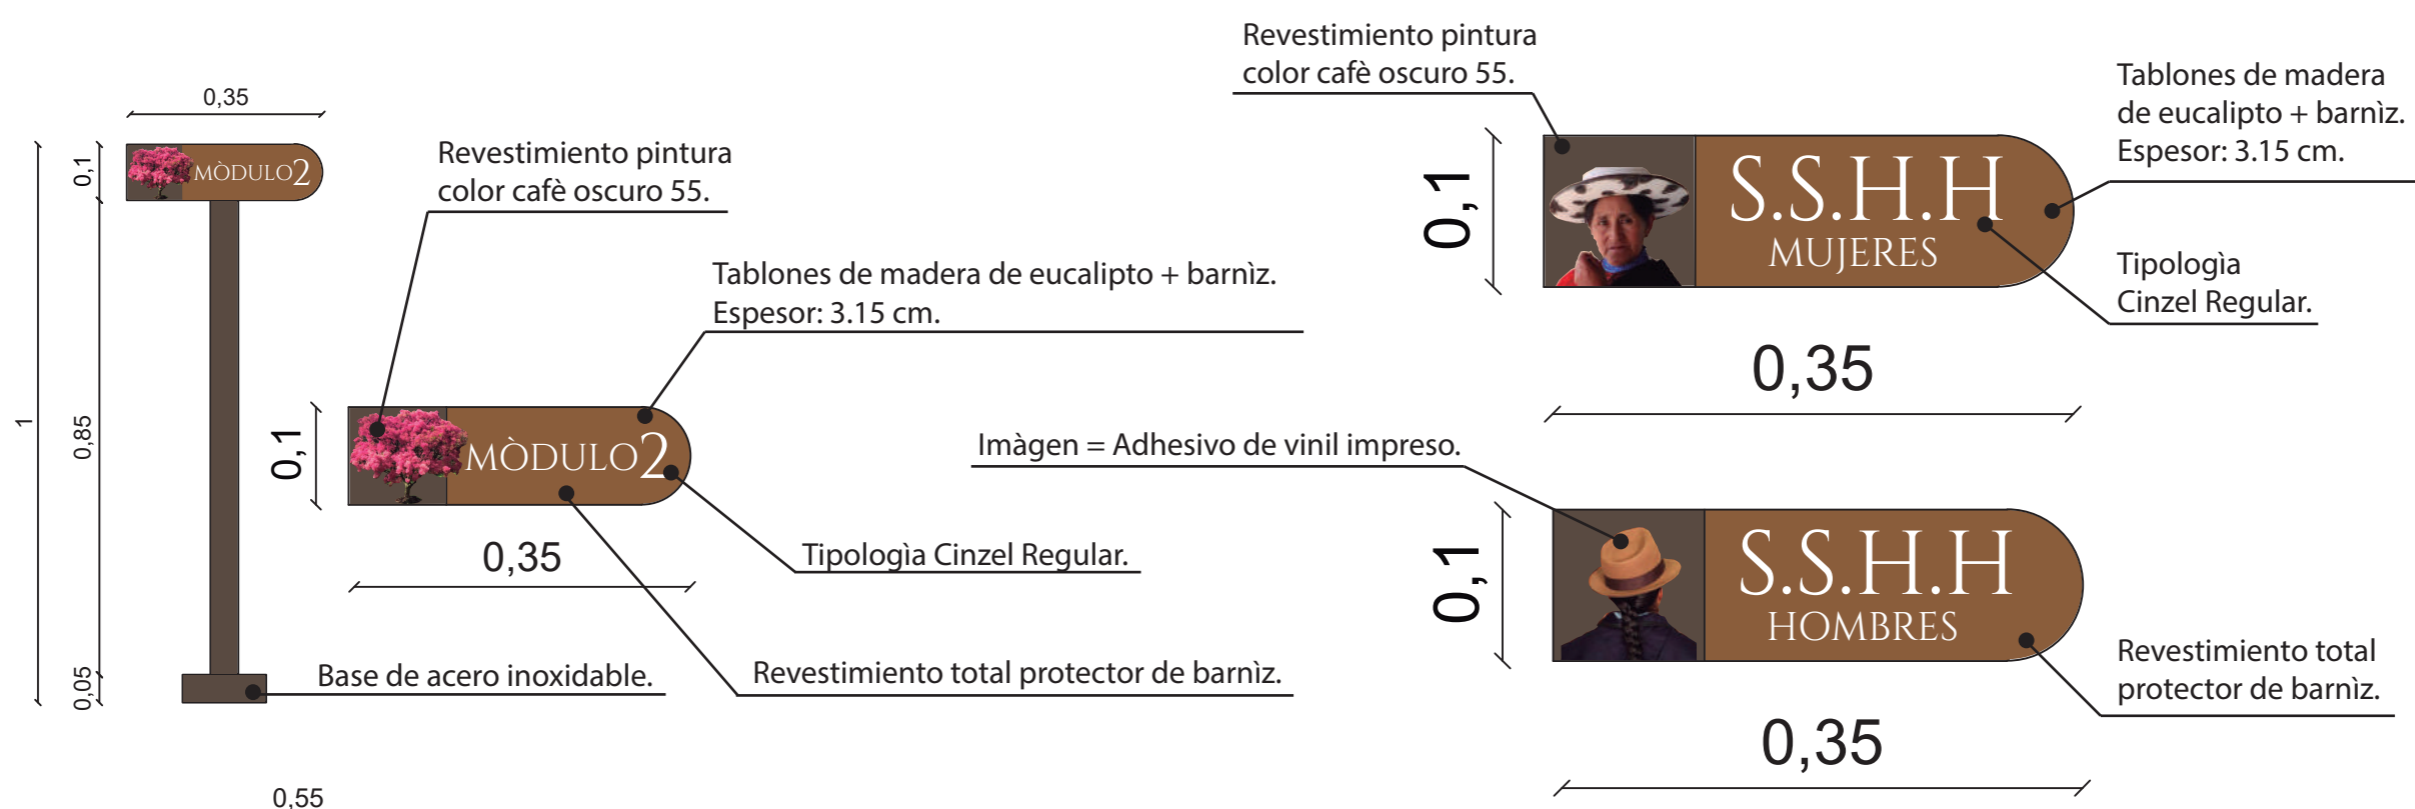 0,35
0,1
MÒDULO2
1
0,85
0,05
Revestimiento pintura
color cafè oscuro 55.
Tablones de madera de eucalipto + barnìz.
Espesor: 3.15 cm.
0,1
MÒDULO2
0,35
Tipologìa Cinzel Regular.
Revestimiento total protector de barnìz.
Base de acero inoxidable.
0,55
Revestimiento pintura
color cafè oscuro 55.
Tablones de madera
de eucalipto + barnìz.
Espesor: 3.15 cm.
0,1
S.S.H.H
MUJERES
Tipologìa
Cinzel Regular.
0,35
Imàgen = Adhesivo de vinil impreso.
0,1
S.S.H.H
HOMBRES
Revestimiento total
protector de barnìz.
0,35